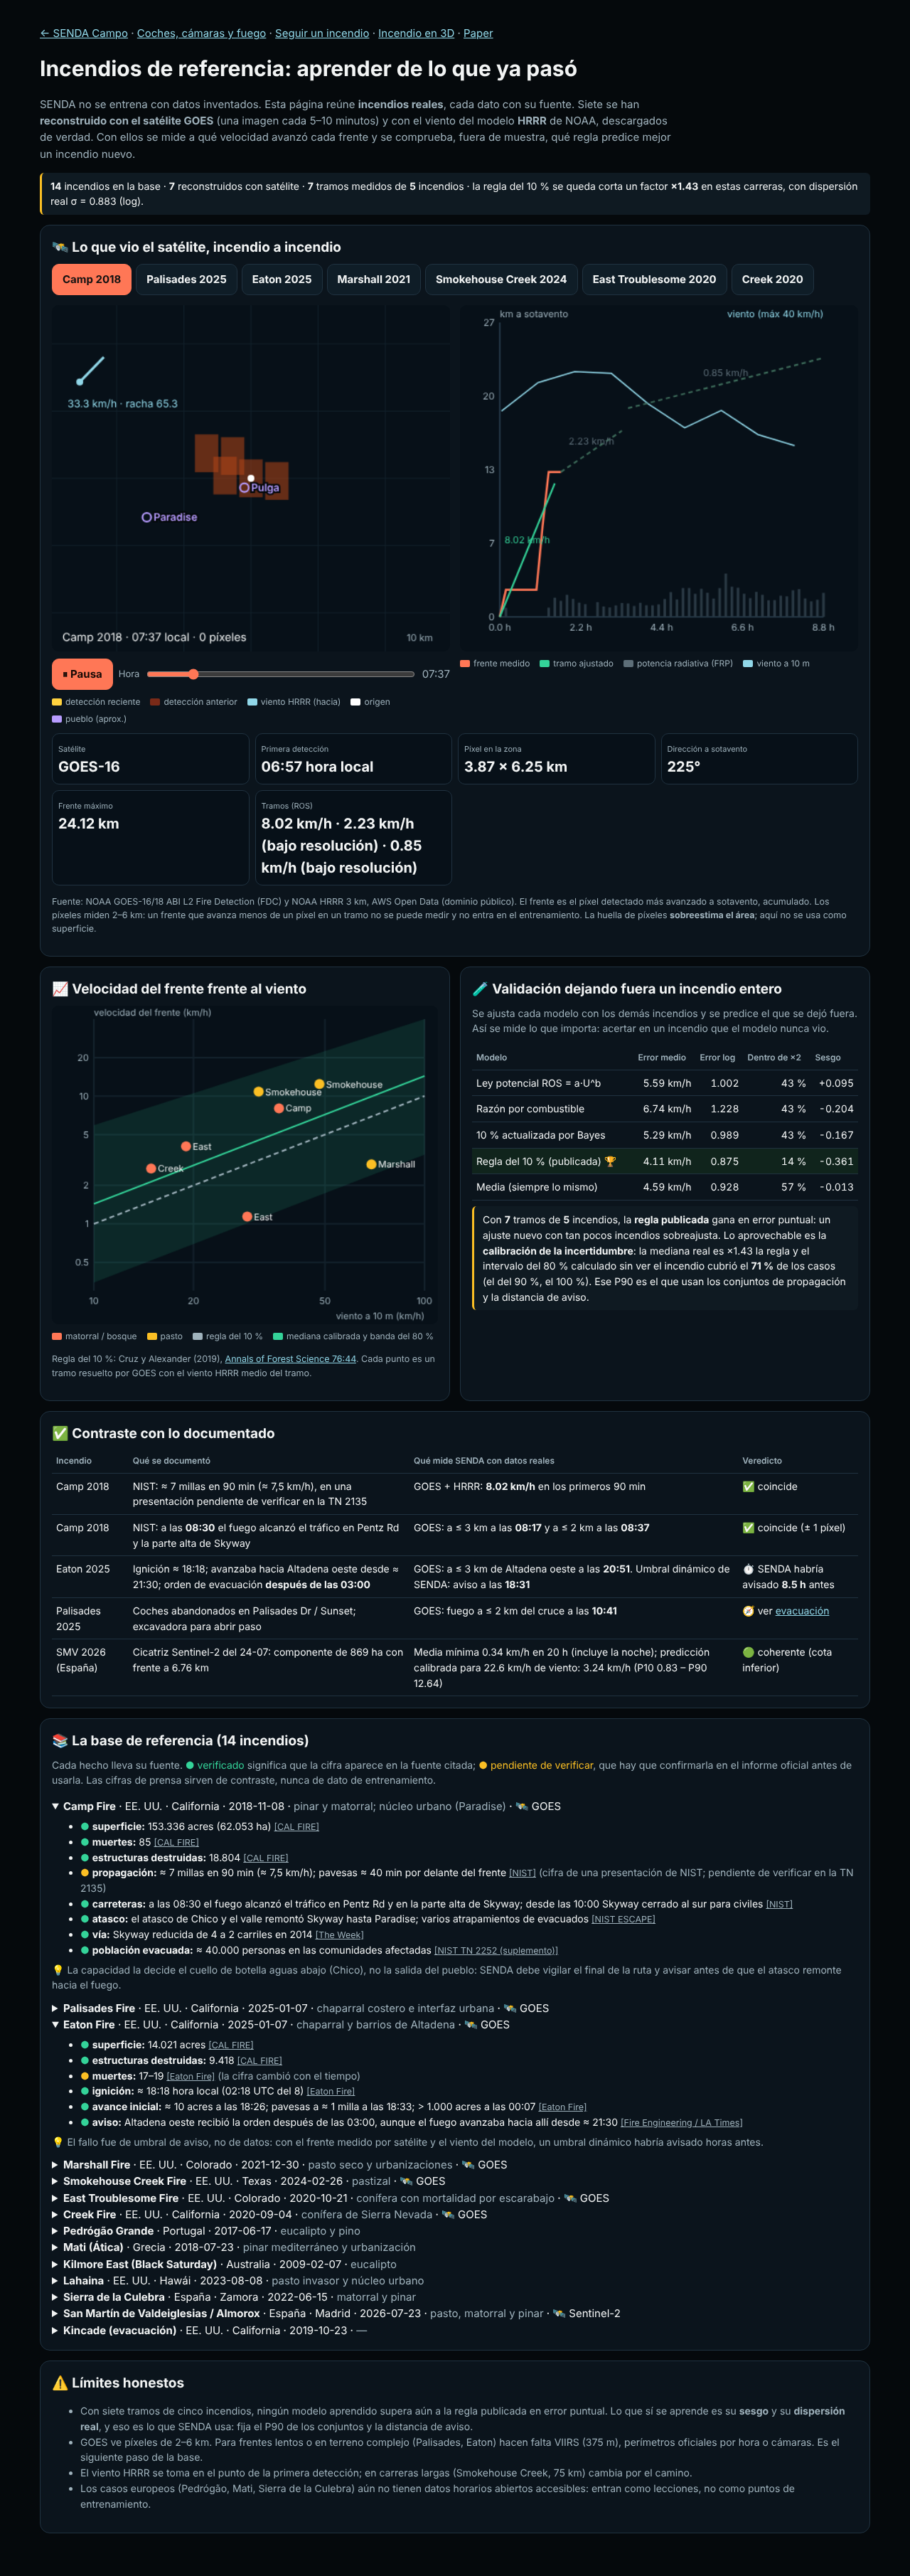 ← SENDA Campo · Coches, cámaras y fuego · Seguir un incendio · Incendio en 3D · Paper
Incendios de referencia: aprender de lo que ya pasó
SENDA no se entrena con datos inventados. Esta página reúne incendios reales, cada dato con su fuente. Siete se han
reconstruido con el satélite GOES (una imagen cada 5–10 minutos) y con el viento del modelo HRRR de NOAA, descargados
de verdad. Con ellos se mide a qué velocidad avanzó cada frente y se comprueba, fuera de muestra, qué regla predice mejor
un incendio nuevo.
14 incendios en la base · 7 reconstruidos con satélite · 7 tramos medidos de 5 incendios · la regla del 10 % se queda corta un factor ×1.43 en estas carreras, con dispersión
real σ = 0.883 (log).
🛰️ Lo que vio el satélite, incendio a incendio
Camp 2018
Palisades 2025
Eaton 2025
Marshall 2021
Smokehouse Creek 2024
East Troublesome 2020
Creek 2020
33.3 km/h · racha 65.3
Pulga
Paradise
Camp 2018 · 07:37 local · 0 píxeles
10 km
km a sotavento
viento (máx 40 km/h)
27
20
13
7
0
0.85 km/h
2.23 km/h
8.02 km/h
0.0 h
2.2 h
4.4 h
6.6 h
8.8 h
⏸ Pausa
Hora
07:37
detección reciente
detección anterior
viento HRRR (hacia)
origen
pueblo (aprox.)
frente medido
tramo ajustado
potencia radiativa (FRP)
viento a 10 m
Satélite
GOES-16
Primera detección
06:57 hora local
Píxel en la zona
3.87 × 6.25 km
Dirección a sotavento
225°
Frente máximo
24.12 km
Tramos (ROS)
8.02 km/h · 2.23 km/h
(bajo resolución) · 0.85
km/h (bajo resolución)
Fuente: NOAA GOES-16/18 ABI L2 Fire Detection (FDC) y NOAA HRRR 3 km, AWS Open Data (dominio público). El frente es el píxel detectado más avanzado a sotavento, acumulado. Los
píxeles miden 2–6 km: un frente que avanza menos de un píxel en un tramo no se puede medir y no entra en el entrenamiento. La huella de píxeles sobreestima el área; aquí no se usa como
superficie.
📈 Velocidad del frente frente al viento
velocidad del frente (km/h)
20
10
5
2
1
0.5
Smokehouse
Smokehouse
Camp
East
Creek
Marshall
East
10
20
50
100
viento a 10 m (km/h)
matorral / bosque
pasto
regla del 10 %
mediana calibrada y banda del 80 %
Regla del 10 %: Cruz y Alexander (2019), Annals of Forest Science 76:44. Cada punto es un
tramo resuelto por GOES con el viento HRRR medio del tramo.
🧪 Validación dejando fuera un incendio entero
Se ajusta cada modelo con los demás incendios y se predice el que se dejó fuera.
Así se mide lo que importa: acertar en un incendio que el modelo nunca vio.
Modelo Error medio Error log Dentro de ×2 Sesgo
Ley potencial ROS = a·U^b 5.59 km/h 1.002 43 % +0.095
Razón por combustible 6.74 km/h 1.228 43 % -0.204
10 % actualizada por Bayes 5.29 km/h 0.989 43 % -0.167
Regla del 10 % (publicada) 🏆 4.11 km/h 0.875 14 % -0.361
Media (siempre lo mismo) 4.59 km/h 0.928 57 % -0.013
Con 7 tramos de 5 incendios, la regla publicada gana en error puntual: un
ajuste nuevo con tan pocos incendios sobreajusta. Lo aprovechable es la
calibración de la incertidumbre: la mediana real es ×1.43 la regla y el
intervalo del 80 % calculado sin ver el incendio cubrió el 71 % de los casos
(el del 90 %, el 100 %). Ese P90 es el que usan los conjuntos de propagación
y la distancia de aviso.
✅ Contraste con lo documentado
Incendio Qué se documentó Qué mide SENDA con datos reales Veredicto
Camp 2018 NIST: ≈ 7 millas en 90 min (≈ 7,5 km/h), en una
presentación pendiente de verificar en la TN 2135
GOES + HRRR: 8.02 km/h en los primeros 90 min
✅ coincide
Camp 2018 NIST: a las 08:30 el fuego alcanzó el tráfico en Pentz Rd
y la parte alta de Skyway
GOES: a ≤ 3 km a las 08:17 y a ≤ 2 km a las 08:37
✅ coincide (± 1 píxel)
Eaton 2025 Ignición ≈ 18:18; avanzaba hacia Altadena oeste desde ≈
21:30; orden de evacuación después de las 03:00
GOES: a ≤ 3 km de Altadena oeste a las 20:51. Umbral dinámico de
SENDA: aviso a las 18:31
⏱️ SENDA habría
avisado 8.5 h antes
Palisades
2025
Coches abandonados en Palisades Dr / Sunset;
excavadora para abrir paso
GOES: fuego a ≤ 2 km del cruce a las 10:41
🧭 ver evacuación
SMV 2026
(España)
Cicatriz Sentinel-2 del 24-07: componente de 869 ha con
frente a 6.76 km
Media mínima 0.34 km/h en 20 h (incluye la noche); predicción
calibrada para 22.6 km/h de viento: 3.24 km/h (P10 0.83 – P90
12.64)
🟢 coherente (cota
inferior)
📚 La base de referencia (14 incendios)
Cada hecho lleva su fuente. ● verificado significa que la cifra aparece en la fuente citada; ● pendiente de verificar, que hay que confirmarla en el informe oficial antes de
usarla. Las cifras de prensa sirven de contraste, nunca de dato de entrenamiento.
▼ Camp Fire · EE. UU. · California · 2018-11-08 · pinar y matorral; núcleo urbano (Paradise) · 🛰️ GOES
● superficie: 153.336 acres (62.053 ha) [CAL FIRE]
● muertes: 85 [CAL FIRE]
● estructuras destruidas: 18.804 [CAL FIRE]
● propagación: ≈ 7 millas en 90 min (≈ 7,5 km/h); pavesas ≈ 40 min por delante del frente [NIST] (cifra de una presentación de NIST; pendiente de verificar en la TN
2135)
● carreteras: a las 08:30 el fuego alcanzó el tráfico en Pentz Rd y en la parte alta de Skyway; desde las 10:00 Skyway cerrado al sur para civiles [NIST]
● atasco: el atasco de Chico y el valle remontó Skyway hasta Paradise; varios atrapamientos de evacuados [NIST ESCAPE]
● vía: Skyway reducida de 4 a 2 carriles en 2014 [The Week]
● población evacuada: ≈ 40.000 personas en las comunidades afectadas [NIST TN 2252 (suplemento)]
💡 La capacidad la decide el cuello de botella aguas abajo (Chico), no la salida del pueblo: SENDA debe vigilar el final de la ruta y avisar antes de que el atasco remonte
hacia el fuego.
▶ Palisades Fire · EE. UU. · California · 2025-01-07 · chaparral costero e interfaz urbana · 🛰️ GOES
▼ Eaton Fire · EE. UU. · California · 2025-01-07 · chaparral y barrios de Altadena · 🛰️ GOES
● superficie: 14.021 acres [CAL FIRE]
● estructuras destruidas: 9.418 [CAL FIRE]
● muertes: 17–19 [Eaton Fire] (la cifra cambió con el tiempo)
● ignición: ≈ 18:18 hora local (02:18 UTC del 8) [Eaton Fire]
● avance inicial: ≈ 10 acres a las 18:26; pavesas a ≈ 1 milla a las 18:33; > 1.000 acres a las 00:07 [Eaton Fire]
● aviso: Altadena oeste recibió la orden después de las 03:00, aunque el fuego avanzaba hacia allí desde ≈ 21:30 [Fire Engineering / LA Times]
💡 El fallo fue de umbral de aviso, no de datos: con el frente medido por satélite y el viento del modelo, un umbral dinámico habría avisado horas antes.
▶ Marshall Fire · EE. UU. · Colorado · 2021-12-30 · pasto seco y urbanizaciones · 🛰️ GOES
▶ Smokehouse Creek Fire · EE. UU. · Texas · 2024-02-26 · pastizal · 🛰️ GOES
▶ East Troublesome Fire · EE. UU. · Colorado · 2020-10-21 · conífera con mortalidad por escarabajo · 🛰️ GOES
▶ Creek Fire · EE. UU. · California · 2020-09-04 · conífera de Sierra Nevada · 🛰️ GOES
▶ Pedrógão Grande · Portugal · 2017-06-17 · eucalipto y pino
▶ Mati (Ática) · Grecia · 2018-07-23 · pinar mediterráneo y urbanización
▶ Kilmore East (Black Saturday) · Australia · 2009-02-07 · eucalipto
▶ Lahaina · EE. UU. · Hawái · 2023-08-08 · pasto invasor y núcleo urbano
▶ Sierra de la Culebra · España · Zamora · 2022-06-15 · matorral y pinar
▶ San Martín de Valdeiglesias / Almorox · España · Madrid · 2026-07-23 · pasto, matorral y pinar · 🛰️ Sentinel-2
▶ Kincade (evacuación) · EE. UU. · California · 2019-10-23 · —
⚠️ Límites honestos
Con siete tramos de cinco incendios, ningún modelo aprendido supera aún a la regla publicada en error puntual. Lo que sí se aprende es su sesgo y su dispersión
real, y eso es lo que SENDA usa: fija el P90 de los conjuntos y la distancia de aviso.
GOES ve píxeles de 2–6 km. Para frentes lentos o en terreno complejo (Palisades, Eaton) hacen falta VIIRS (375 m), perímetros oficiales por hora o cámaras. Es el
siguiente paso de la base.
El viento HRRR se toma en el punto de la primera detección; en carreras largas (Smokehouse Creek, 75 km) cambia por el camino.
Los casos europeos (Pedrógão, Mati, Sierra de la Culebra) aún no tienen datos horarios abiertos accesibles: entran como lecciones, no como puntos de
entrenamiento.